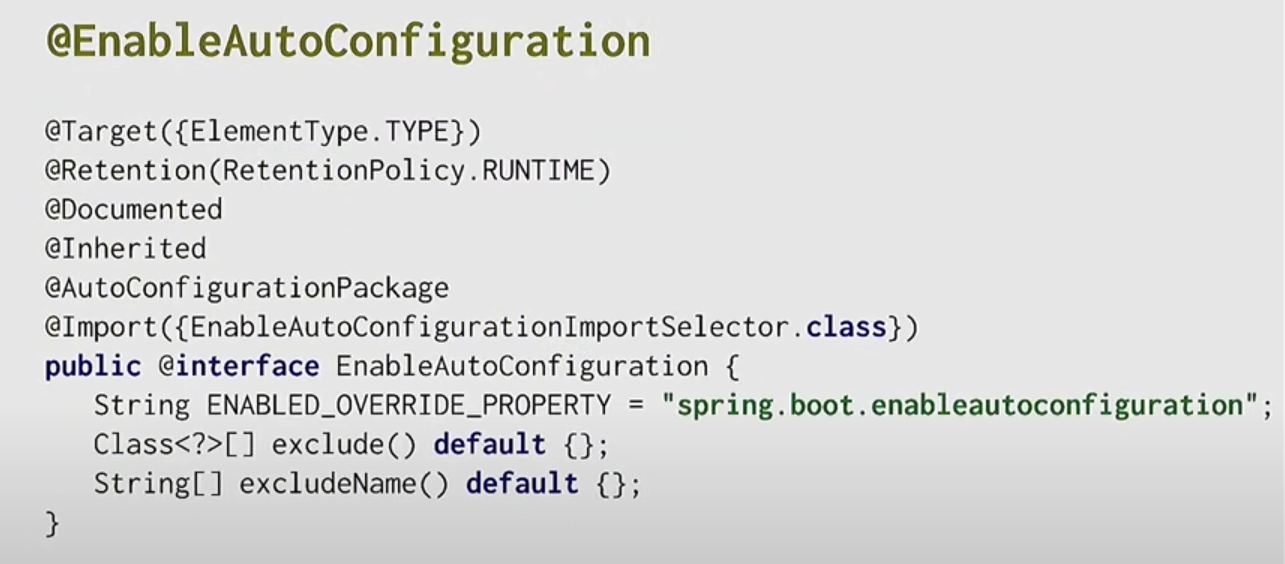 @EnableAutoConfiguration
@Target({ElementType.TYPE})
@Retention(RetentionPolicy.RUNTIME)
@Documented
@Inherited
@AutoConfigurationPackage
@Import({EnableAutoConfigurationImportSelector.class})
public @interface EnableAutoConfiguration {
String ENABLED_OVERRIDE_PROPERTY = "spring.boot.enableautoconfiguration";
Class<?>[] exclude() default {};
String[] excludeName() default {};
}